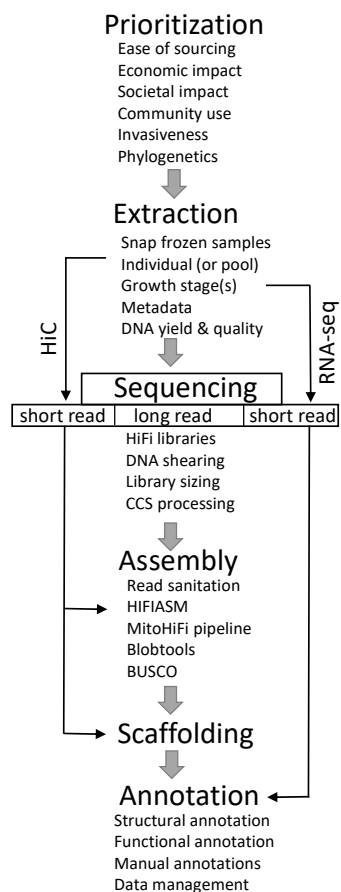 Prioritization
Ease of sourcing
Economic impact
Societal impact
Community use
Invasiveness
Phylogenetics
Extraction
Snap frozen samples
Individual (or pool)
Growth stage(s)
Metadata
DNA yield & quality
HiC
RNA-seq
Sequencing
short read long read short read
HiFi libraries
DNA shearing
Library sizing
CCS processing
Assembly
Read sanitation
HIFIASM
MitoHiFi pipeline
Blobtools
BUSCO
Scaffolding
Annotation
Structural annotation
Functional annotation
Manual annotations
Data management